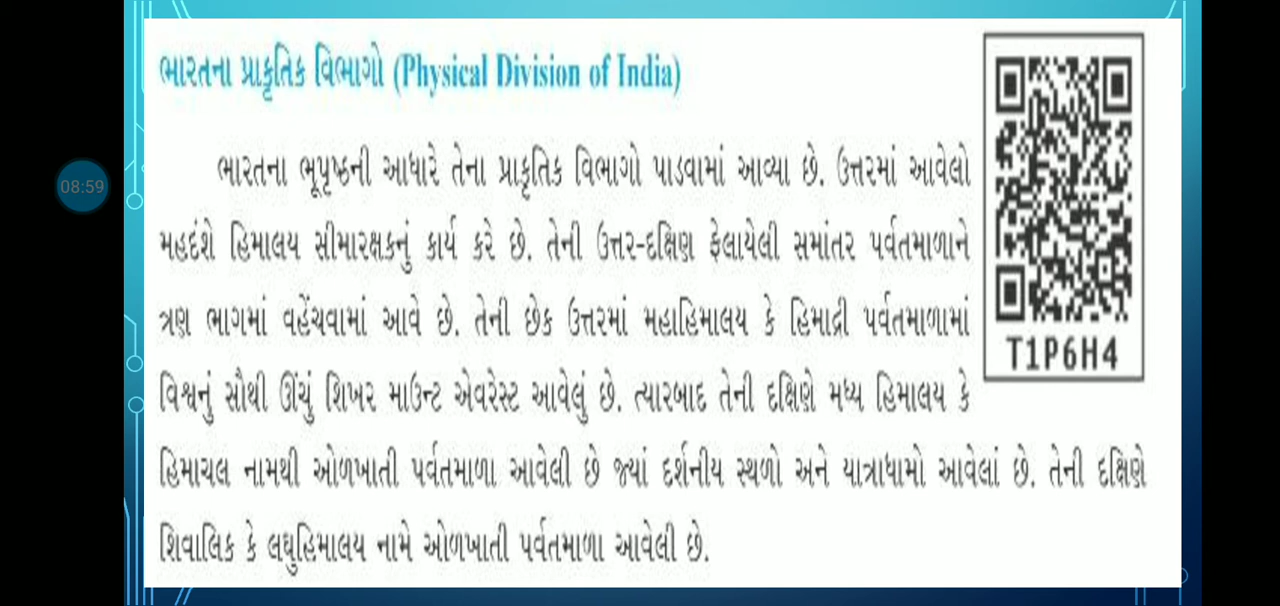 ભારતના પ્રાકૃતિક વિભાગો (Physical Division of India)
ભારતના ભૂપૃષ્ઠની આધારે તેના પ્રાકૃતિક વિભાગો પાડવામાં આવ્યા છે. ઉત્તરમાં આવેલો
મહદંશે હિમાલય સીમારક્ષકનું કાર્ય કરે છે. તેની ઉત્તર-દક્ષિણ ફેલાયેલી સમાંતર પર્વતમાળાને
ત્રણ ભાગમાં વહેંચવામાં આવે છે. તેની છેક ઉત્તરમાં મહાહિમાલય કે હિમાદ્રી પર્વતમાળામાં
વિશ્વનું સૌથી ઊંચું શિખર માઉન્ટ એવરેસ્ટ આવેલું છે. ત્યારબાદ તેની દક્ષિણે મધ્ય હિમાલય કે
હિમાચલ નામથી ઓળખાતી પર્વતમાળા આવેલી છે જ્યાં દર્શનીય સ્થળો અને યાત્રાધામો આવેલાં છે. તેની દક્ષિણે
શિવાલિક કે લઘુહિમાલય નામે ઓળખાતી પર્વતમાળા આવેલી છે.
T1P6H4
08:59